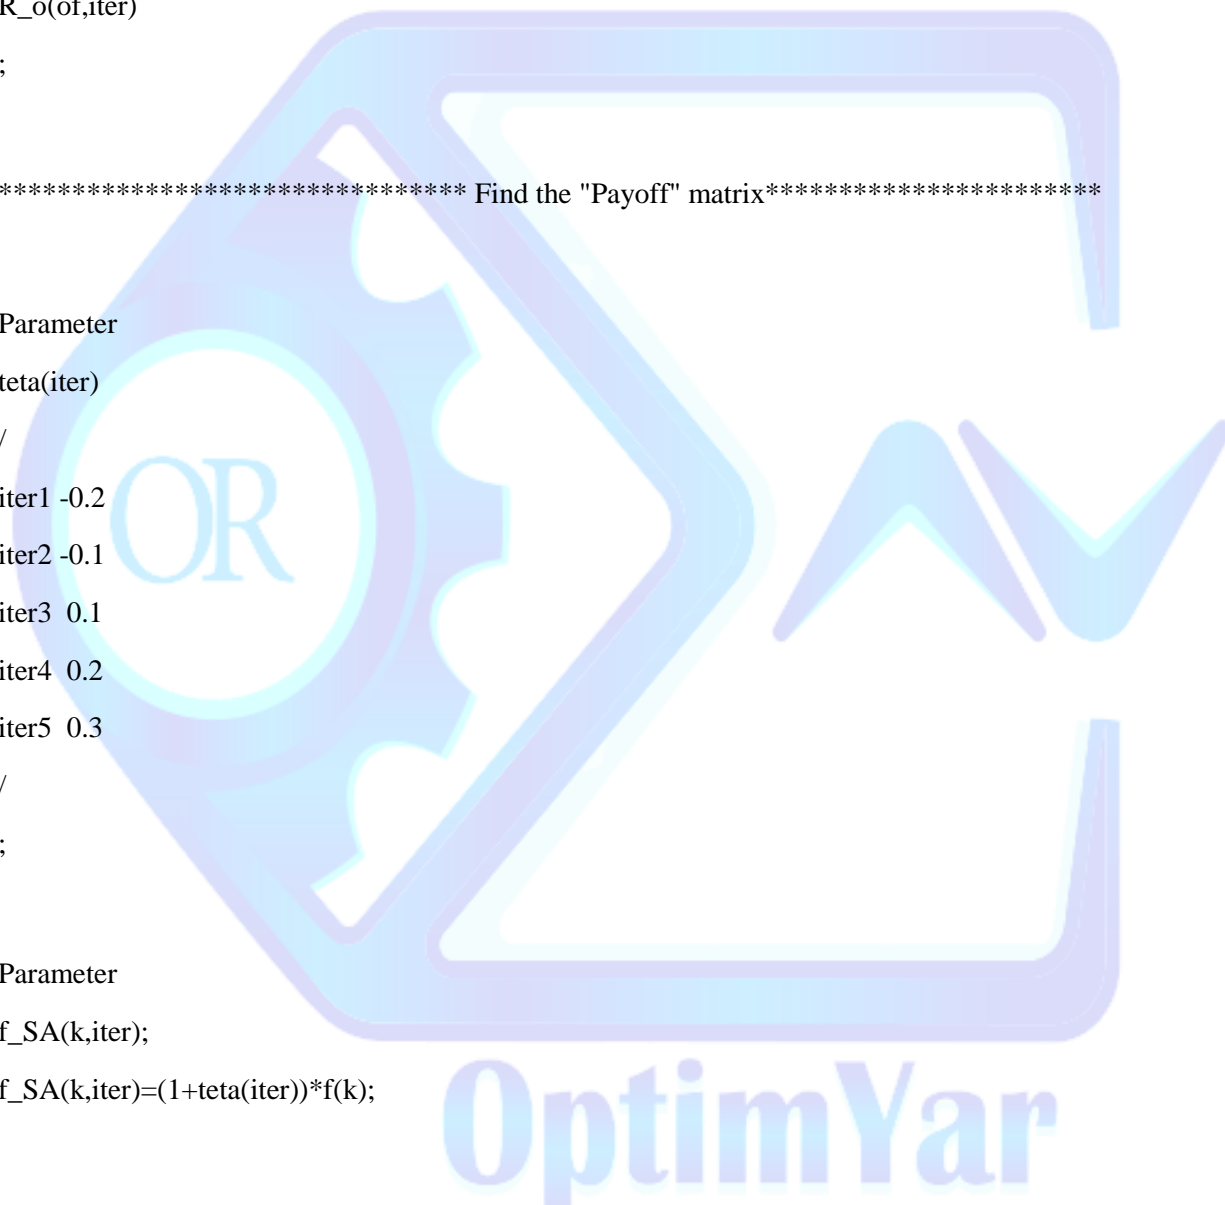 R_o(of,iter)
;
******************************** Find the "Payoff" matrix***********************
Parameter
teta(iter)
/
iter1 -0.2
iter2 -0.1
iter3  0.1
iter4  0.2
iter5  0.3
/
;
Parameter
f_SA(k,iter);
f_SA(k,iter)=(1+teta(iter))*f(k);
OR
OptimYar